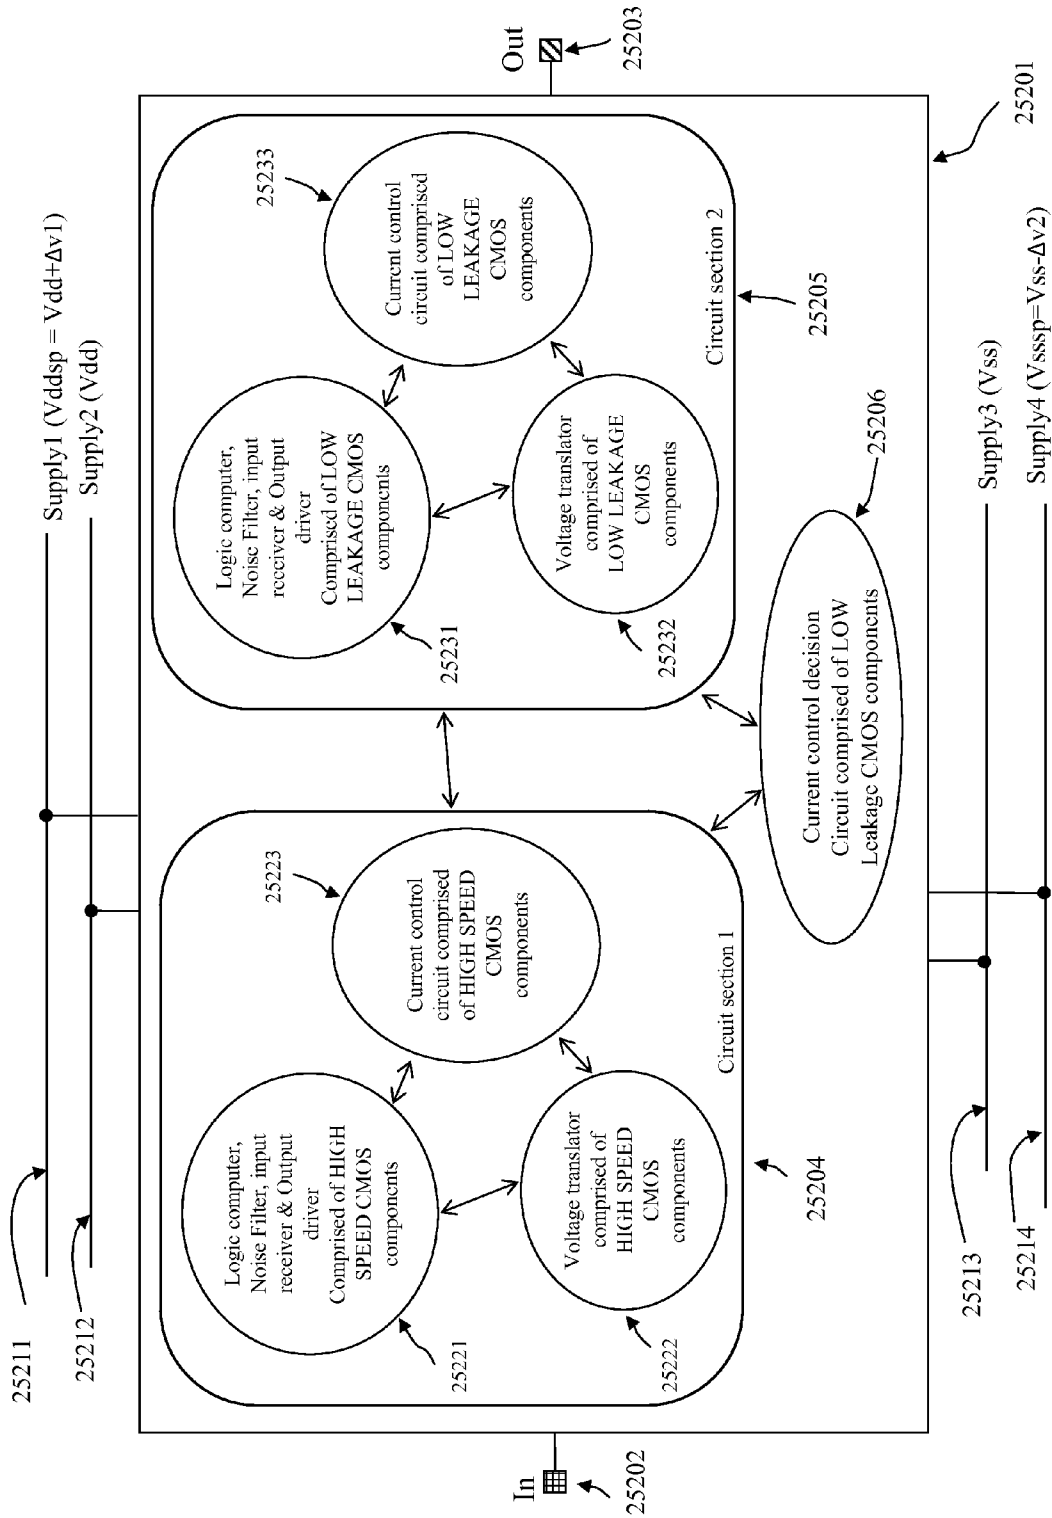 25211
25212
Supply1 (Vddsp = Vdd+Δv1)
Supply2 (Vdd)
In
25202
Out
25203
25201
Logic computer,
Noise Filter, input
receiver & Output
driver
Comprised of HIGH
SPEED CMOS
components
25221
Current control
circuit comprised
of HIGH SPEED
CMOS
components
25223
Voltage translator
comprised of
HIGH SPEED
CMOS
components
25222
Circuit section 1
25204
Logic computer,
Noise Filter, input
receiver & Output
driver
Comprised of LOW
LEAKAGE CMOS
components
25231
Current control
circuit comprised
of LOW
LEAKAGE
CMOS
components
25233
Voltage translator
comprised of
LOW LEAKAGE
CMOS
components
25232
Circuit section 2
25205
Current control decision
Circuit comprised of LOW
Leakage CMOS components
25206
25213
25214
Supply3 (Vss)
Supply4 (Vsssp=Vss-Δv2)